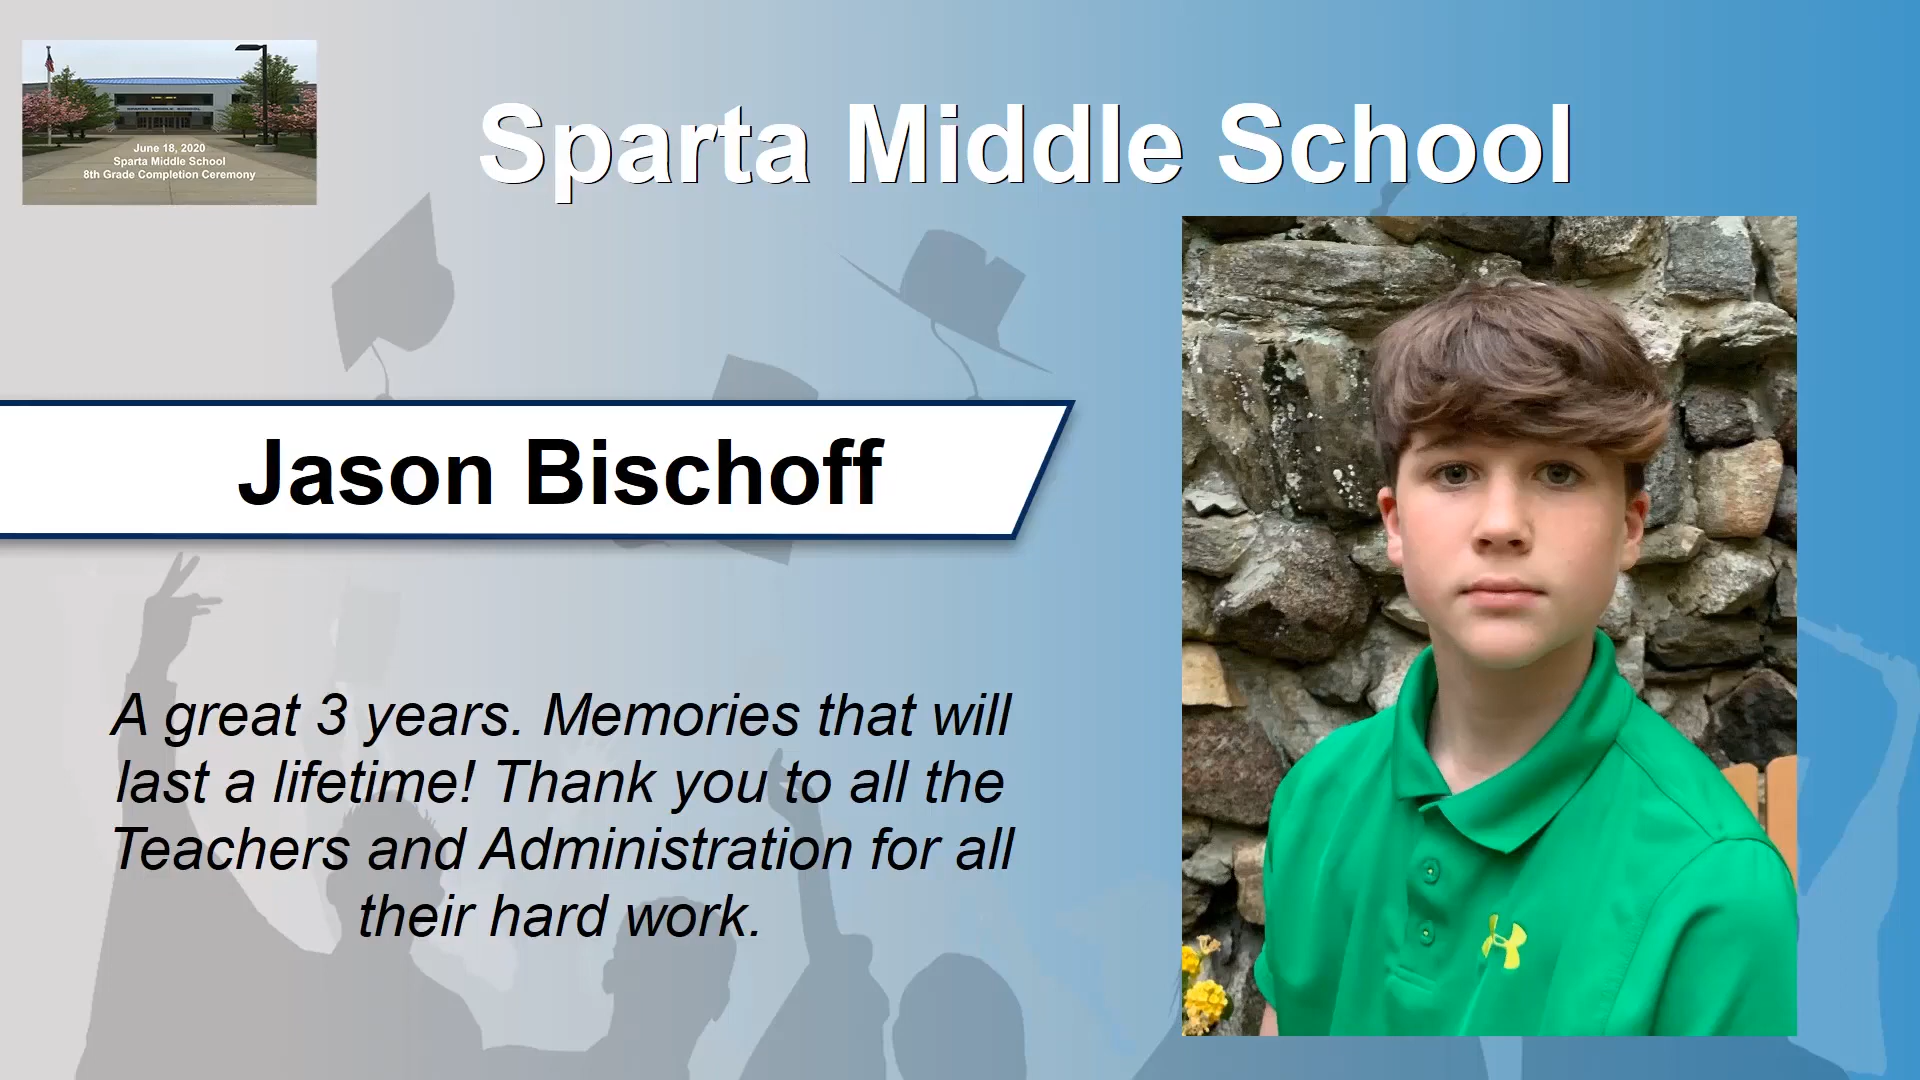 June 18, 2020
Sparta Middle School
8th Grade Completion Ceremony
Sparta Middle School
Jason Bischoff
A great 3 years. Memories that will
last a lifetime! Thank you to all the
Teachers and Administration for all
their hard work.